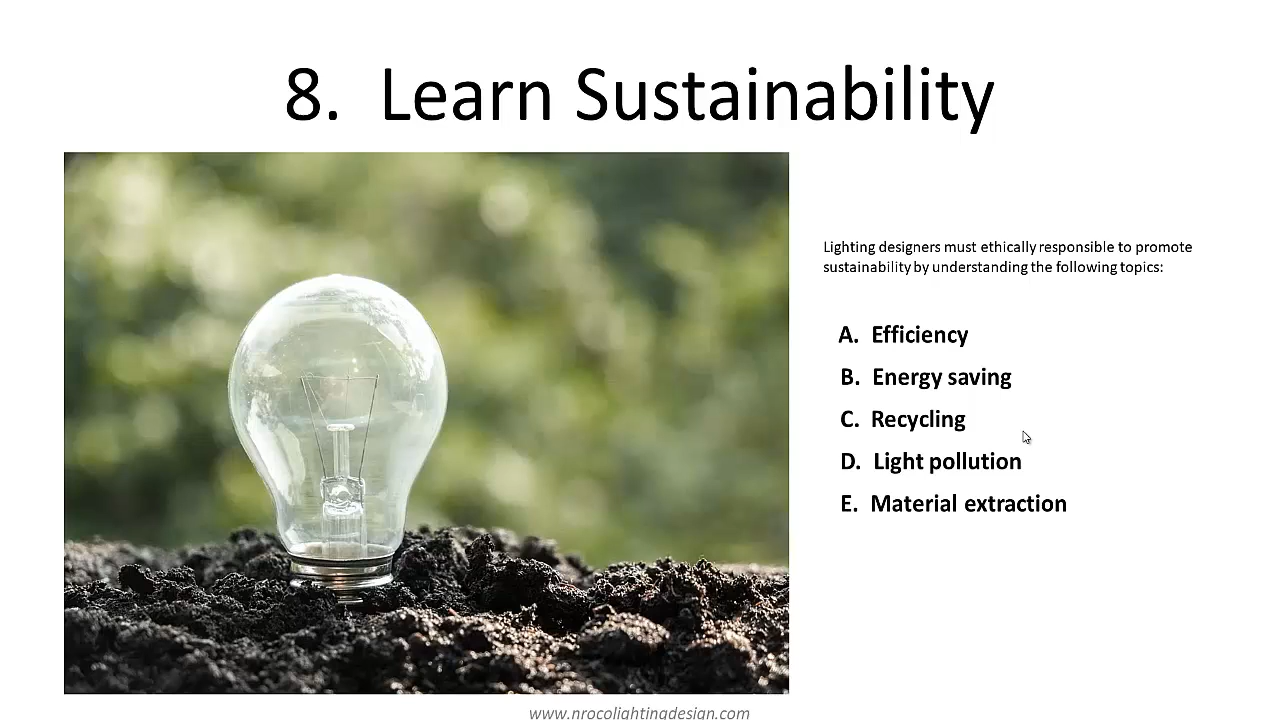 8. Learn Sustainability
Lighting designers must ethically responsible to promote
sustainability by understanding the following topics:
A. Efficiency
B. Energy saving
C. Recycling
D. Light pollution
E. Material extraction
www.nrocolightingdesign.com